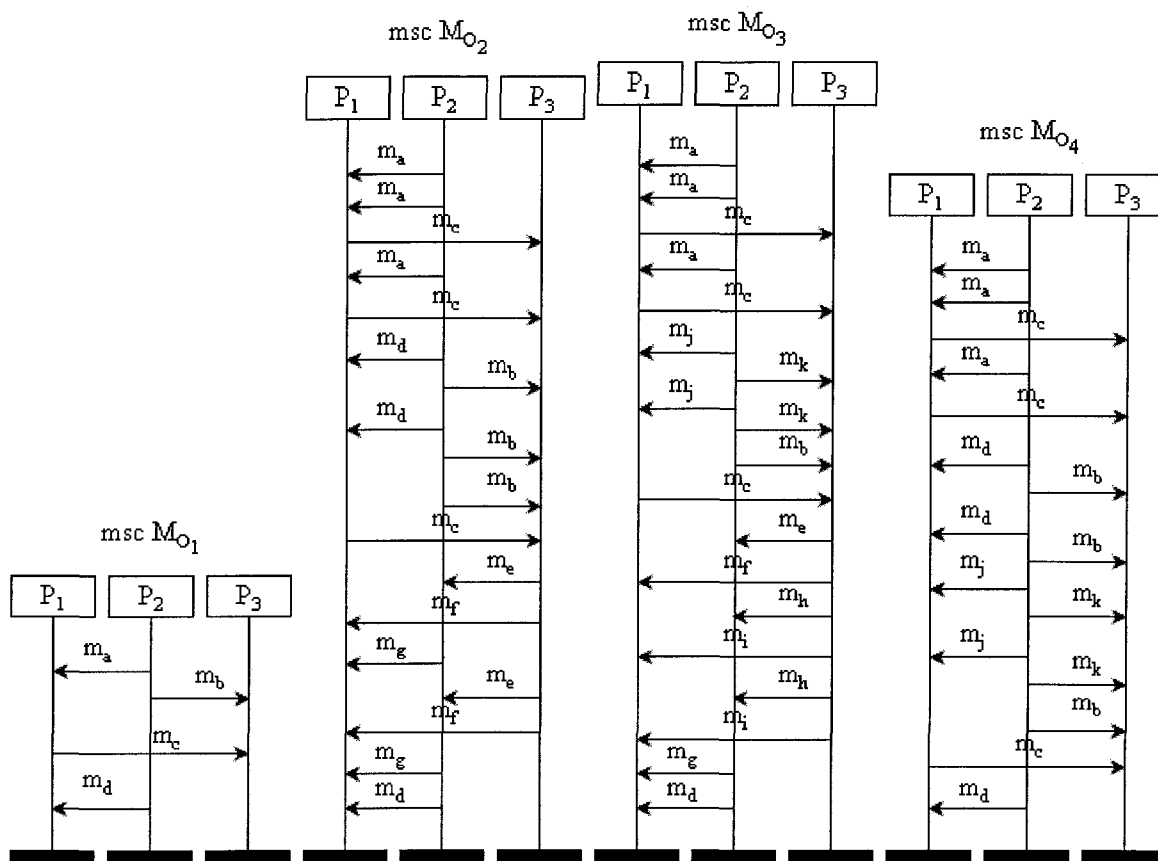 msc M_O1
P1 P2 P3
m_a
m_b
m_c
m_d
msc M_O2
P1 P2 P3
m_a
m_a
m_c
m_a
m_c
m_d
m_b
m_d
m_b
m_b
m_c
m_e
m_f
m_g
m_e
m_f
m_g
m_d
msc M_O3
P1 P2 P3
m_a
m_a
m_c
m_a
m_c
m_j
m_k
m_j
m_k
m_b
m_c
m_e
m_f
m_h
m_i
m_h
m_i
m_g
m_d
msc M_O4
P1 P2 P3
m_a
m_a
m_c
m_a
m_c
m_d
m_b
m_d
m_b
m_j
m_k
m_j
m_k
m_b
m_c
m_d